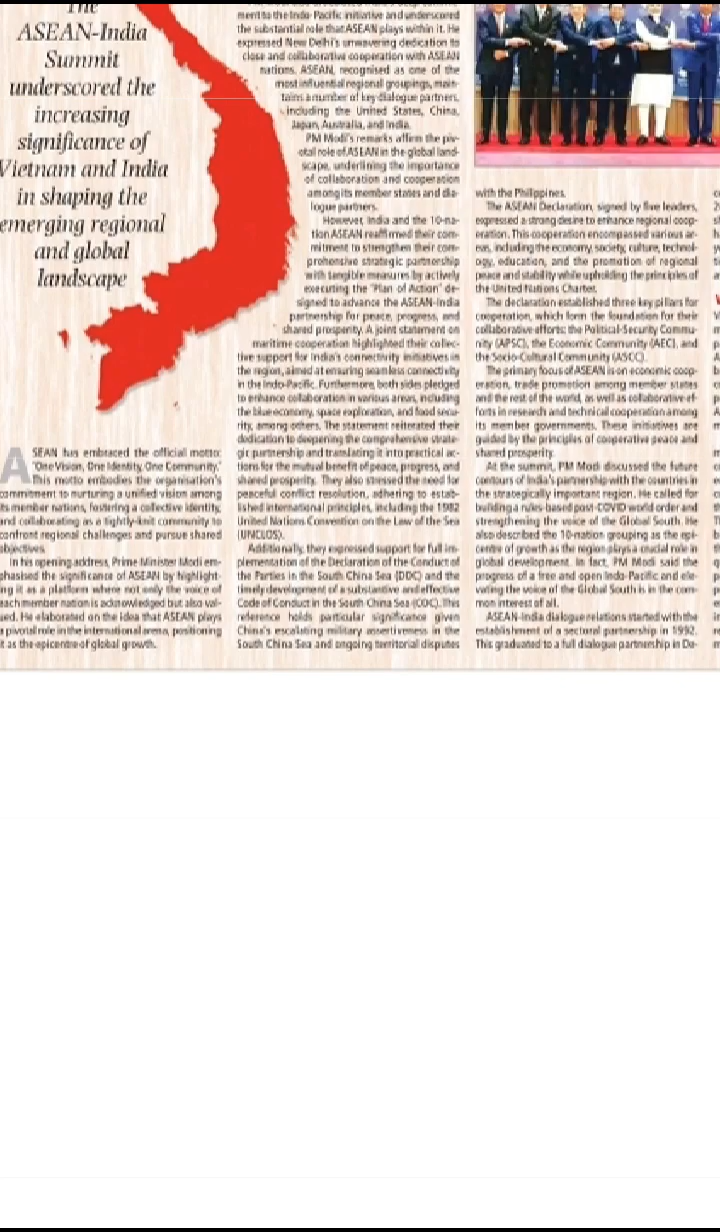 The
ASEAN-India
Summit
underscored the
increasing
significance of
Vietnam and India
in shaping the
emerging regional
and global
landscape
ASEAN has embraced the official motto:
"One Vision, One Identity, One Community."
This motto embodies the organisation's
commitment to nurturing a unified vision among
its member nations, fostering a collective identity,
and collaborating as a tightly-knit community to
confront regional challenges and pursue shared
objectives.
In his opening address, Prime Minister Modi em-
phasised the significance of ASEAN by highlight-
ing it as a platform where not only the voice of
each member nation is acknowledged but also val-
ued. He elaborated on the idea that ASEAN plays
a pivotal role in the international arena, positioning
it as the epicentre of global growth.
ment to the Indo-Pacific initiative and underscored
the substantial role that ASEAN plays within it. He
expressed New Delhi's unwavering dedication to
close and collaborative cooperation with ASEAN
nations. ASEAN, recognised as one of the
most influential regional groupings, main-
tains a number of key dialogue partners,
including the United States, China,
Japan, Australia, and India.
PM Modi's remarks affirm the piv-
otal role of ASEAN in the global land-
scape, underlining the importance
of collaboration and cooperation
among its member states and dia-
logue partners.
However, India and the 10-na-
tion ASEAN reaffirmed their com-
mitment to strengthen their com-
prehensive strategic partnership
with tangible measures by actively
executing the "Plan of Action" de-
signed to advance the ASEAN-India
partnership for peace, progress, and
shared prosperity. A joint statement on
maritime cooperation highlighted their collec-
tive support for India's connectivity initiatives in
the region, aimed at ensuring seamless connectivity
in the Indo-Pacific. Furthermore, both sides pledged
to enhance collaboration in various areas, including
the blue economy, space exploration, and food secu-
rity, among others. The statement reiterated their
dedication to deepening the comprehensive strate-
gic partnership and translating it into practical ac-
tions for the mutual benefit of peace, progress, and
shared prosperity. They also stressed the need for
peaceful conflict resolution, adhering to estab-
lished international principles, including the 1982
United Nations Convention on the Law of the Sea
(UNCLOS).
Additionally, they expressed support for full im-
plementation of the Declaration of the Conduct of
the Parties in the South China Sea (DOC) and the
timely development of a substantive and effective
Code of Conduct in the South China Sea (COC). This
reference holds particular significance given
China's escalating military assertiveness in the
South China Sea and ongoing territorial disputes
with the Philippines.
The ASEAN Declaration, signed by five leaders,
expressed a strong desire to enhance regional coop-
eration. This cooperation encompassed various ar-
eas, including the economy, society, culture, technol-
ogy, education, and the promotion of regional
peace and stability while upholding the principles of
the United Nations Charter.
The declaration established three key pillars for
cooperation, which form the foundation for their
collaborative efforts: the Political-Security Commu-
nity (APSC), the Economic Community (AEC), and
the Socio-Cultural Community (ASCC).
The primary focus of ASEAN is on economic coop-
eration, trade promotion among member states
and the rest of the world, as well as collaborative ef-
forts in research and technical cooperation among
its member governments. These initiatives are
guided by the principles of cooperative peace and
shared prosperity.
At the summit, PM Modi discussed the future
contours of India's partnership with the countries in
the strategically important region. He called for
building a rules-based post-COVID world order and
strengthening the voice of the Global South. He
also described the 10-nation grouping as the epi-
centre of growth as the region plays a crucial role in
global development. In fact, PM Modi said the
progress of a free and open Indo-Pacific and ele-
vating the voice of the Global South is in the com-
mon interest of all.
ASEAN-India dialogue relations started with the
establishment of a sectoral partnership in 1992.
This graduated to a full dialogue partnership in De-